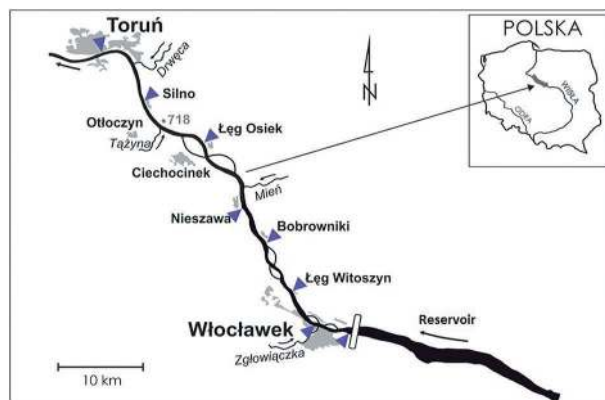 Toruń
POLSKA
Drwęca
N
WISŁA
Silno
ODRA
Otłoczyn
718
Łęg Osiek
Tążyna
Ciechocinek
Mień
Nieszawa
Bobrowniki
Łęg Witoszyn
Włocławek
Reservoir
Zgłowiączka
10 km